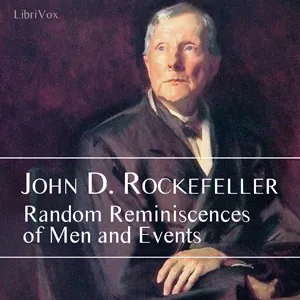 LibriVox
JOHN D. ROCKEFELLER
Random Reminiscences
of Men and Events